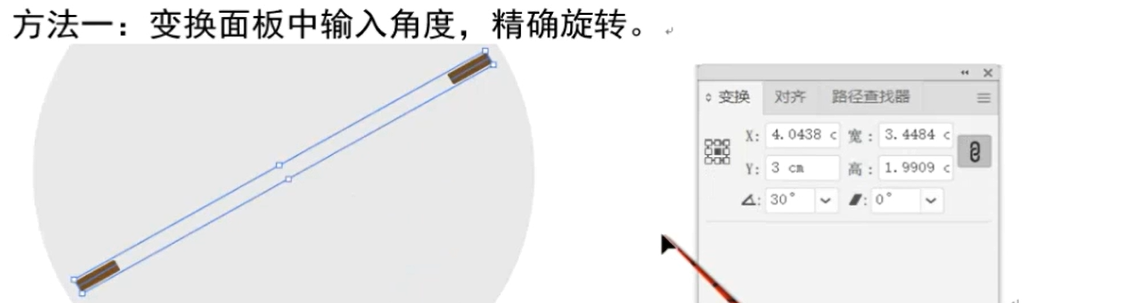 方法一：变换面板中输入角度，精确旋转。
变换 对齐 路径查找器
X: 4.0438 c 宽: 3.4484 c
Y: 3 cm 高: 1.9909 c
30° 0°